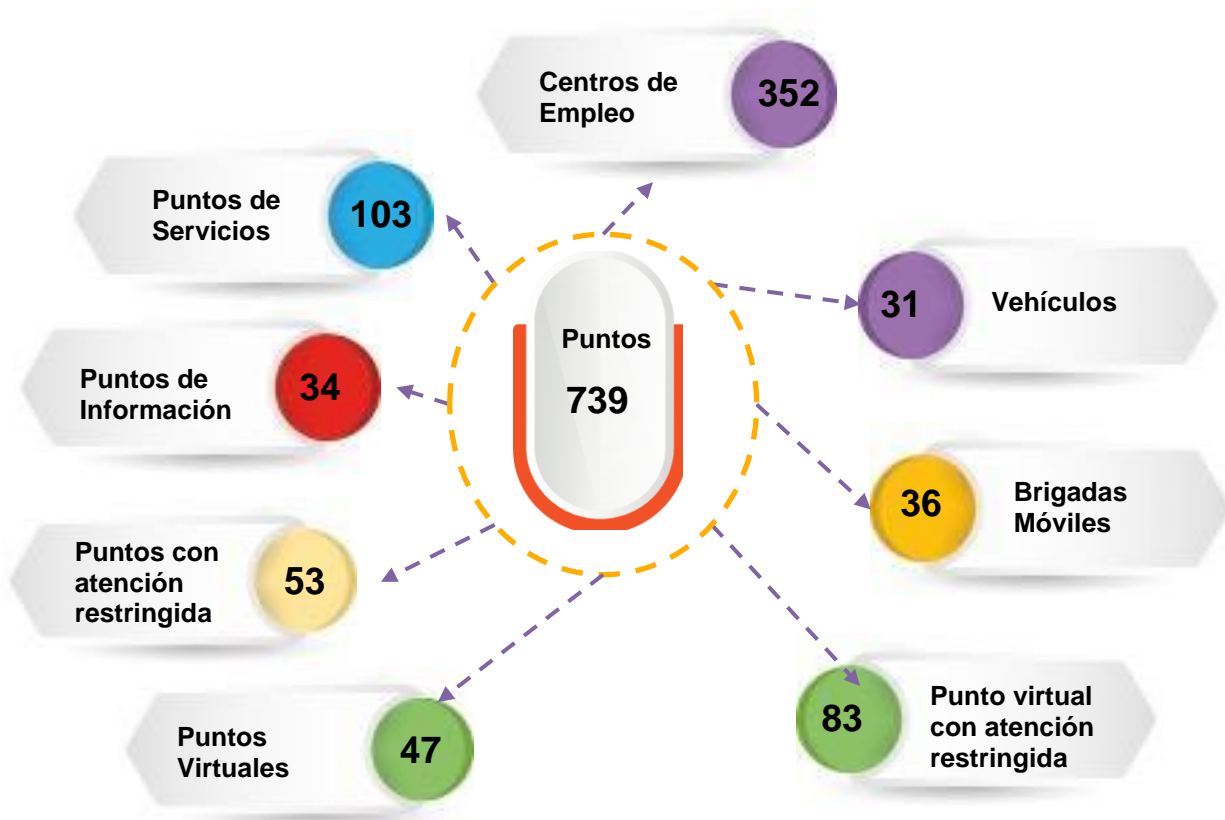 Centros de
Empleo
352
Puntos de
Servicios
103
31
Vehículos
Puntos
739
Puntos de
Información
34
36
Brigadas
Móviles
Puntos con
atención
restringida
53
83
Punto virtual
con atención
restringida
Puntos
Virtuales
47